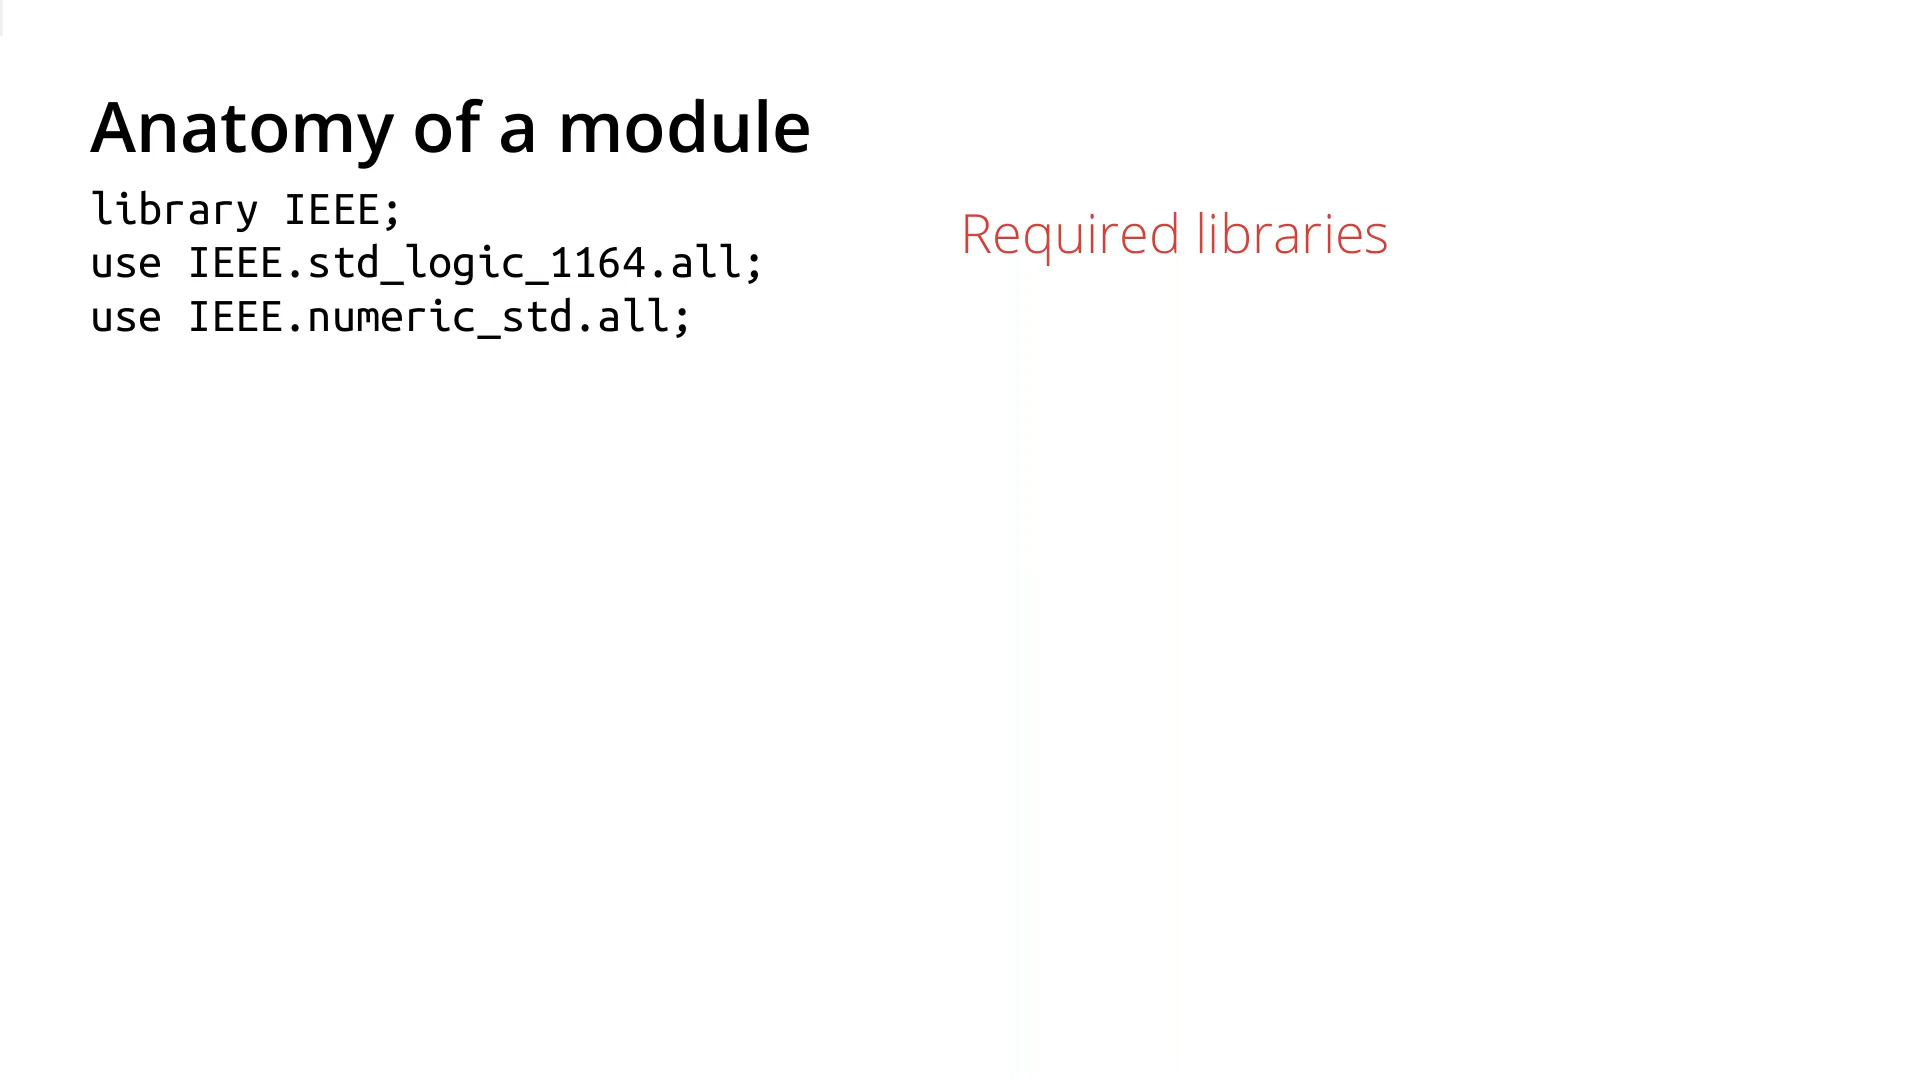 Anatomy of a module
library IEEE;
use IEEE.std_logic_1164.all;
use IEEE.numeric_std.all;
Required libraries